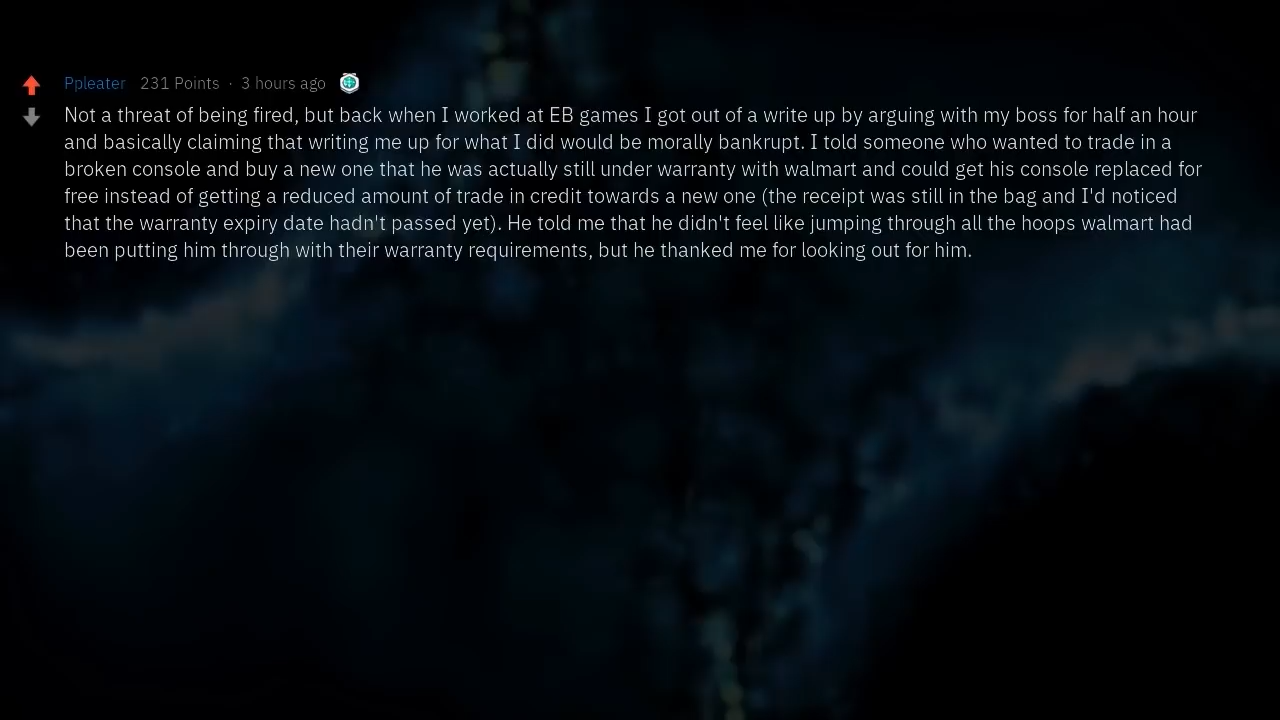 Ppleater 231 Points · 3 hours ago
Not a threat of being fired, but back when I worked at EB games I got out of a write up by arguing with my boss for half an hour
and basically claiming that writing me up for what I did would be morally bankrupt. I told someone who wanted to trade in a
broken console and buy a new one that he was actually still under warranty with walmart and could get his console replaced for
free instead of getting a reduced amount of trade in credit towards a new one (the receipt was still in the bag and I'd noticed
that the warranty expiry date hadn't passed yet). He told me that he didn't feel like jumping through all the hoops walmart had
been putting him through with their warranty requirements, but he thanked me for looking out for him.